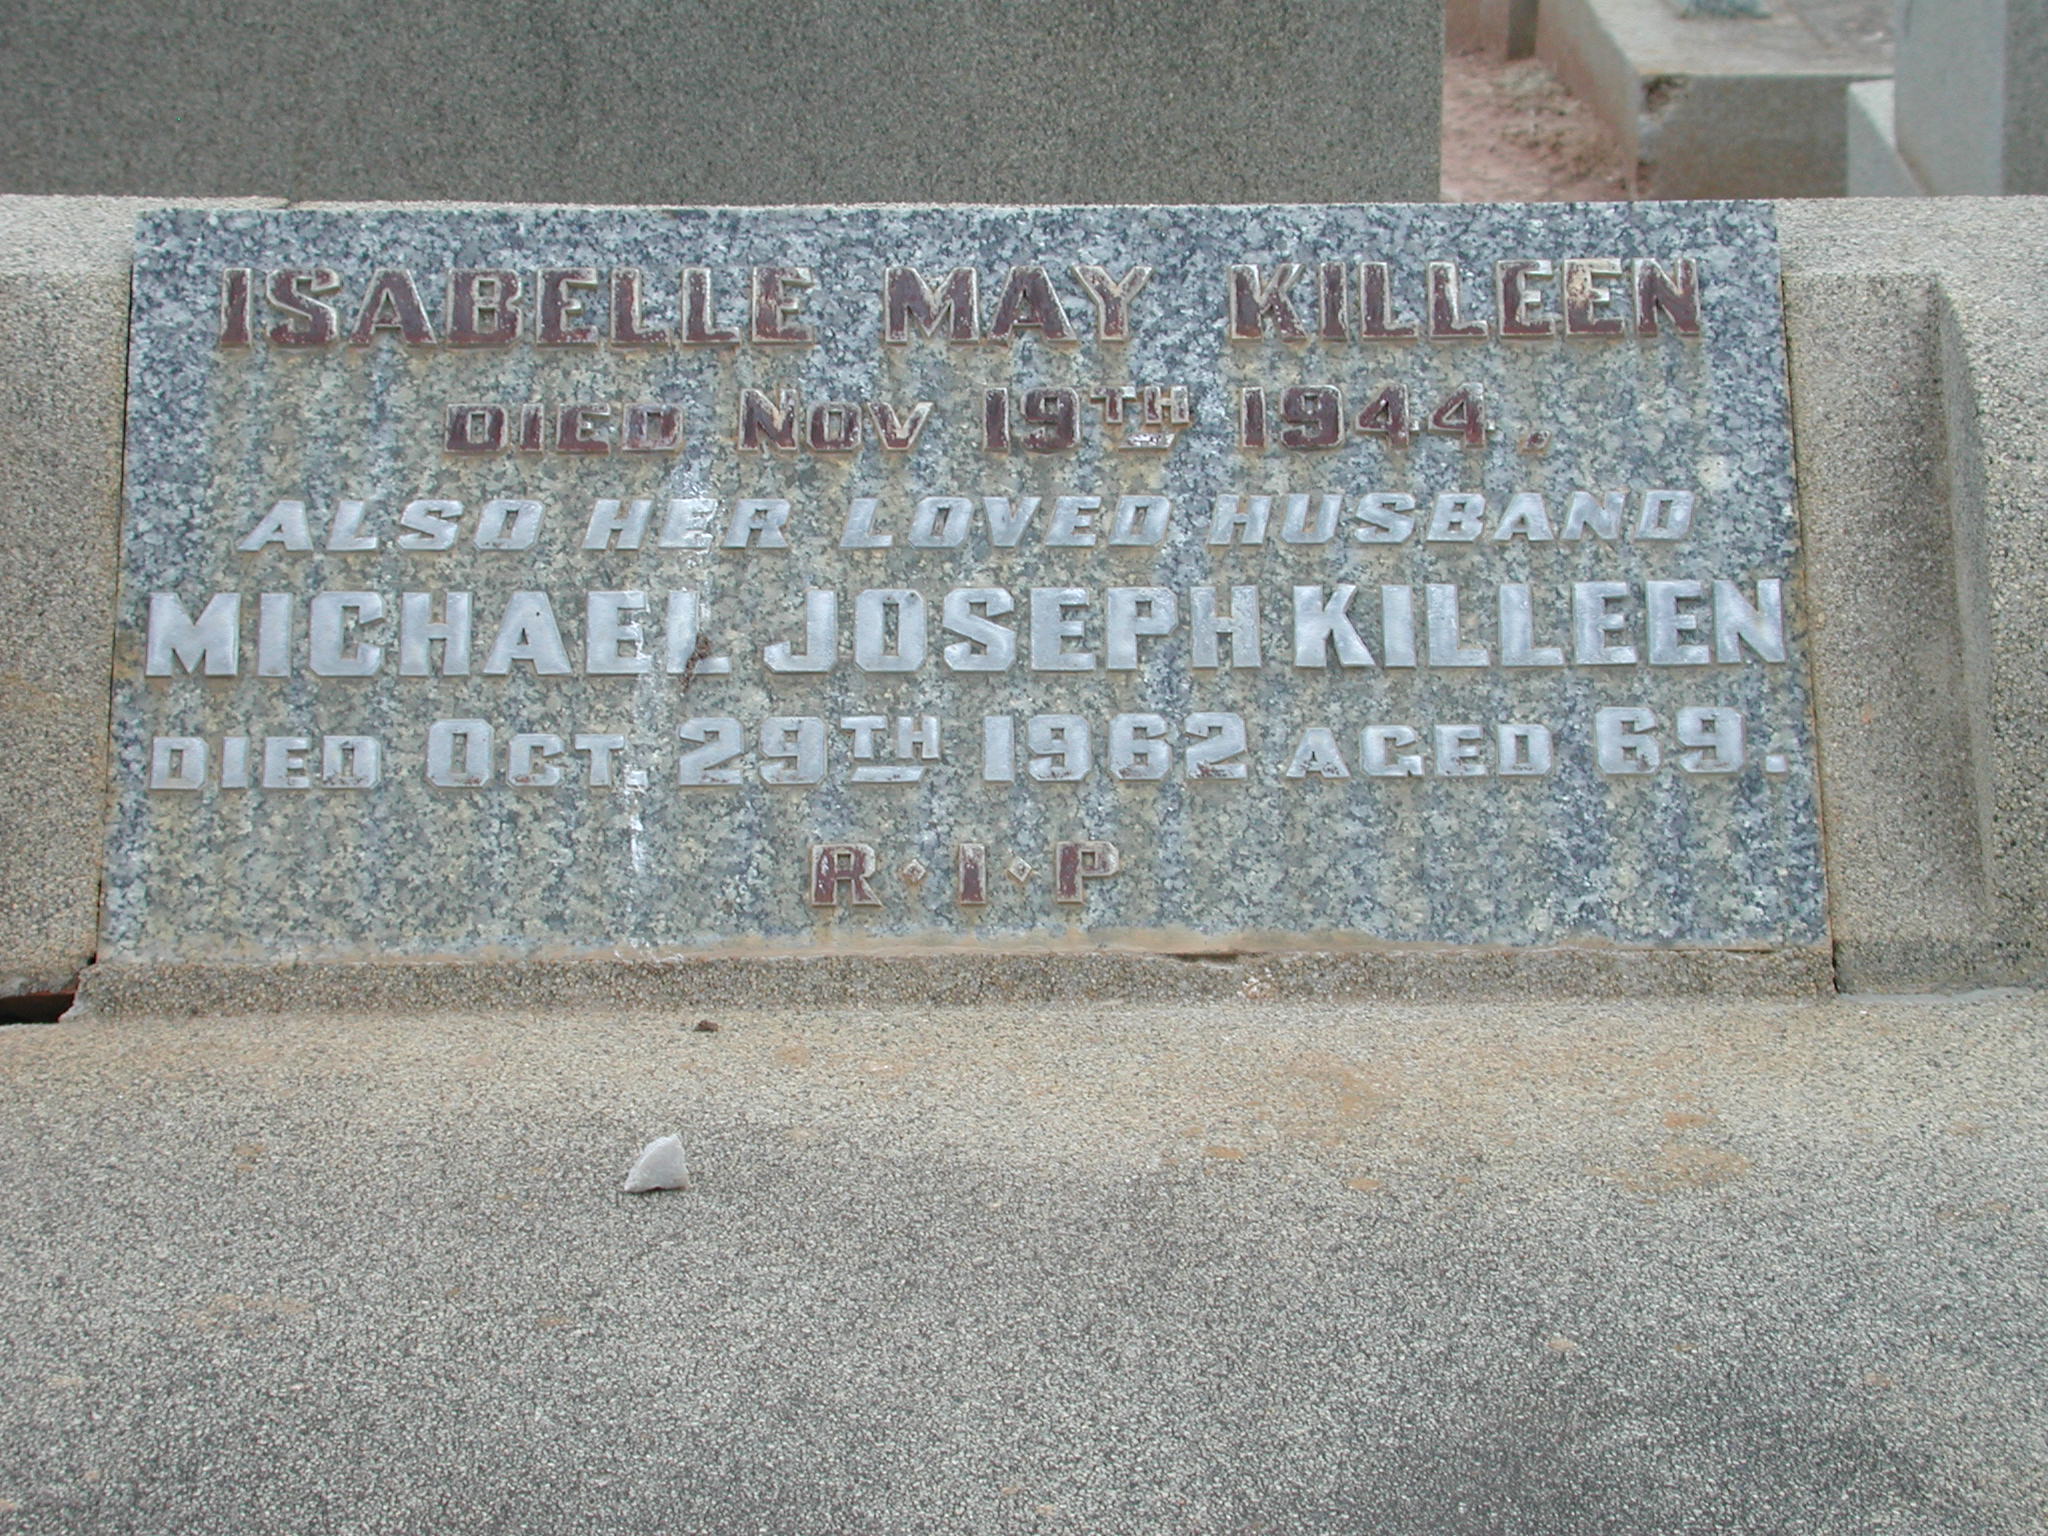 ISABELLE MAY KILLEEN
DIED NOV 19TH 1944.
ALSO HER LOVED HUSBAND
MICHAEL JOSEPH KILLEEN
DIED OCT. 29TH 1962 AGED 69.
R·I·P